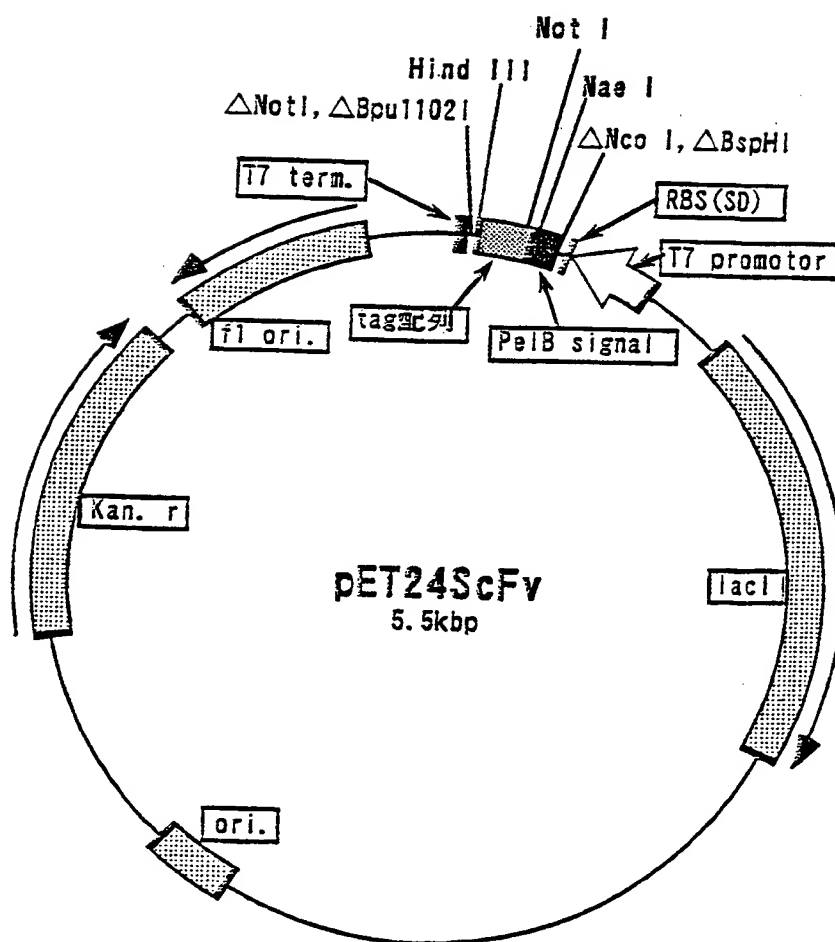 Not I
Hind III
Nae I
△NotI, △Bpu1102I
△Nco I, △BspHI
T7 term.
RBS(SD)
T7 promotor
tag配列
PelB signal
f1 ori.
Kan. r
pET24ScFv
5.5kbp
lacI
ori.